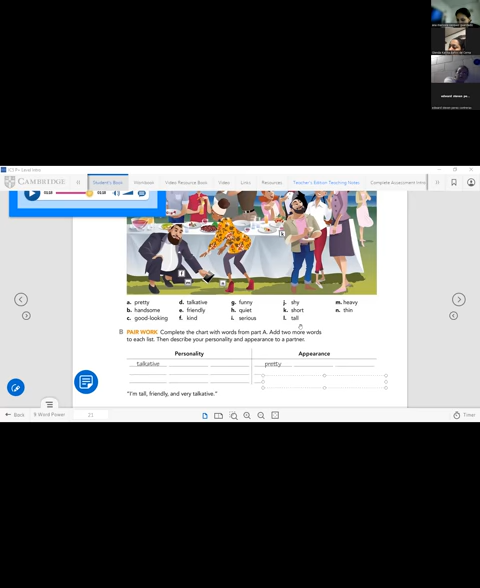 CAMBRIDGE
Student's Book
Workbook
Video Resource Book
Video
Links
Resources
Teacher's Edition Teaching Notes
Complete Assessment
a. pretty
d. talkative
g. funny
j. shy
m. heavy
b. handsome
e. friendly
h. quiet
k. short
n. thin
c. good-looking
f. kind
i. serious
l. tall
B PAIR WORK Complete the chart with words from part A. Add two more words
to each list. Then describe your personality and appearance to a partner.
Personality
Appearance
talkative
pretty
"I'm tall, friendly, and very talkative."
Back
9 Word Power
21
Timer